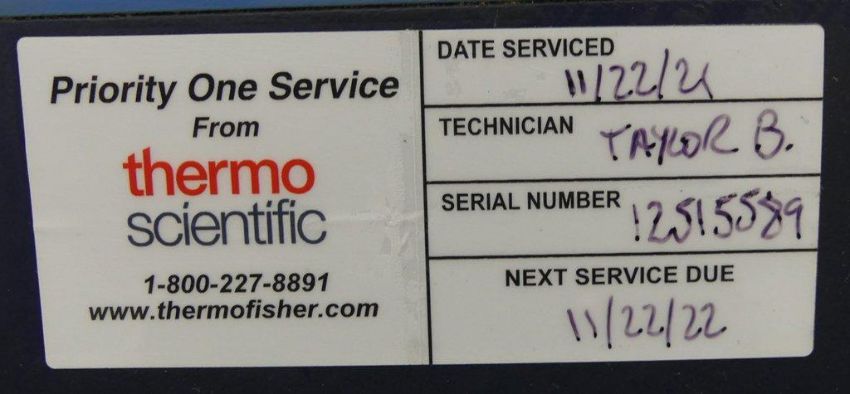 Priority One Service
From
thermo
scientific
1-800-227-8891
www.thermofisher.com
DATE SERVICED
11/22/21
TECHNICIAN
TAYLOR B.
SERIAL NUMBER
12515589
NEXT SERVICE DUE
11/22/22